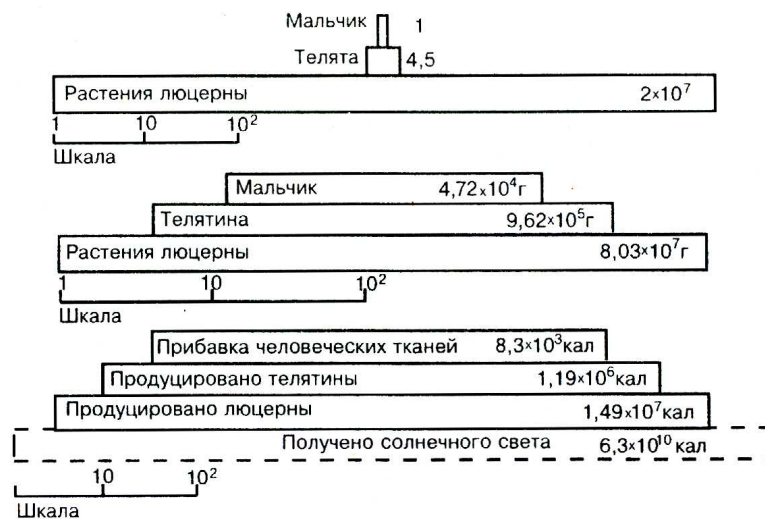 Мальчик 1
Телята 4,5
Растения люцерны 2×10⁷
1 10 10²
Шкала
Мальчик 4,72×10⁴г
Телятина 9,62×10⁵г
Растения люцерны 8,03×10⁷г
1 10 10²
Шкала
Прибавка человеческих тканей 8,3×10³кал
Продуцировано телятины 1,19×10⁶кал
Продуцировано люцерны 1,49×10⁷кал
Получено солнечного света 6,3×10¹⁰кал
10 10²
Шкала